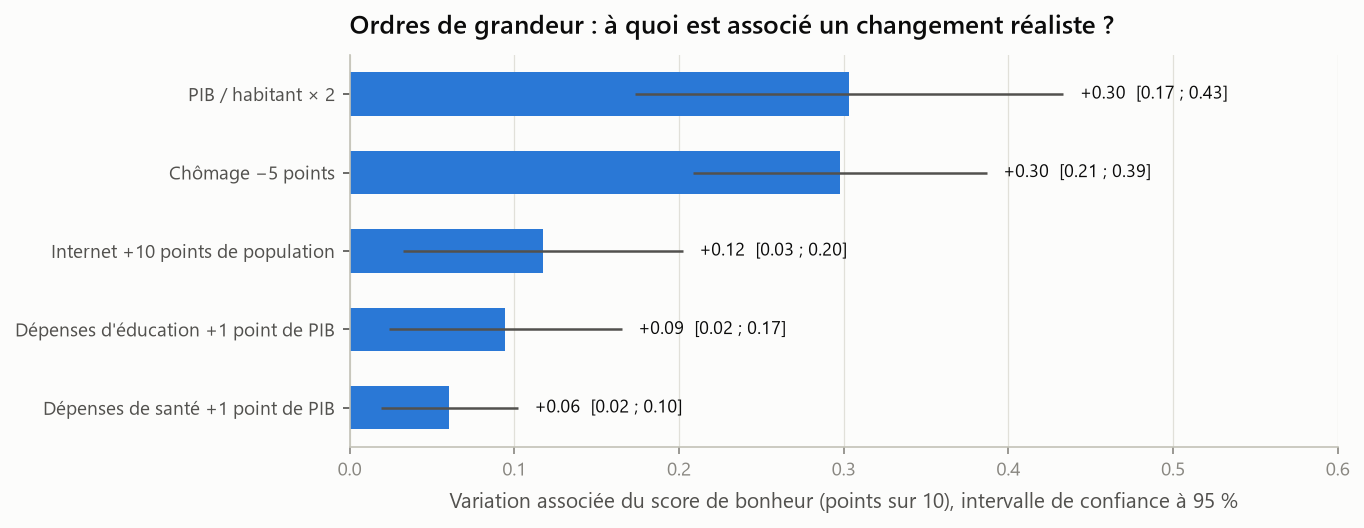 Ordres de grandeur : à quoi est associé un changement réaliste ?
PIB / habitant × 2
+0.30 [0.17 ; 0.43]
Chômage −5 points
+0.30 [0.21 ; 0.39]
Internet +10 points de population
+0.12 [0.03 ; 0.20]
Dépenses d'éducation +1 point de PIB
+0.09 [0.02 ; 0.17]
Dépenses de santé +1 point de PIB
+0.06 [0.02 ; 0.10]
0.0 0.1 0.2 0.3 0.4 0.5 0.6
Variation associée du score de bonheur (points sur 10), intervalle de confiance à 95 %